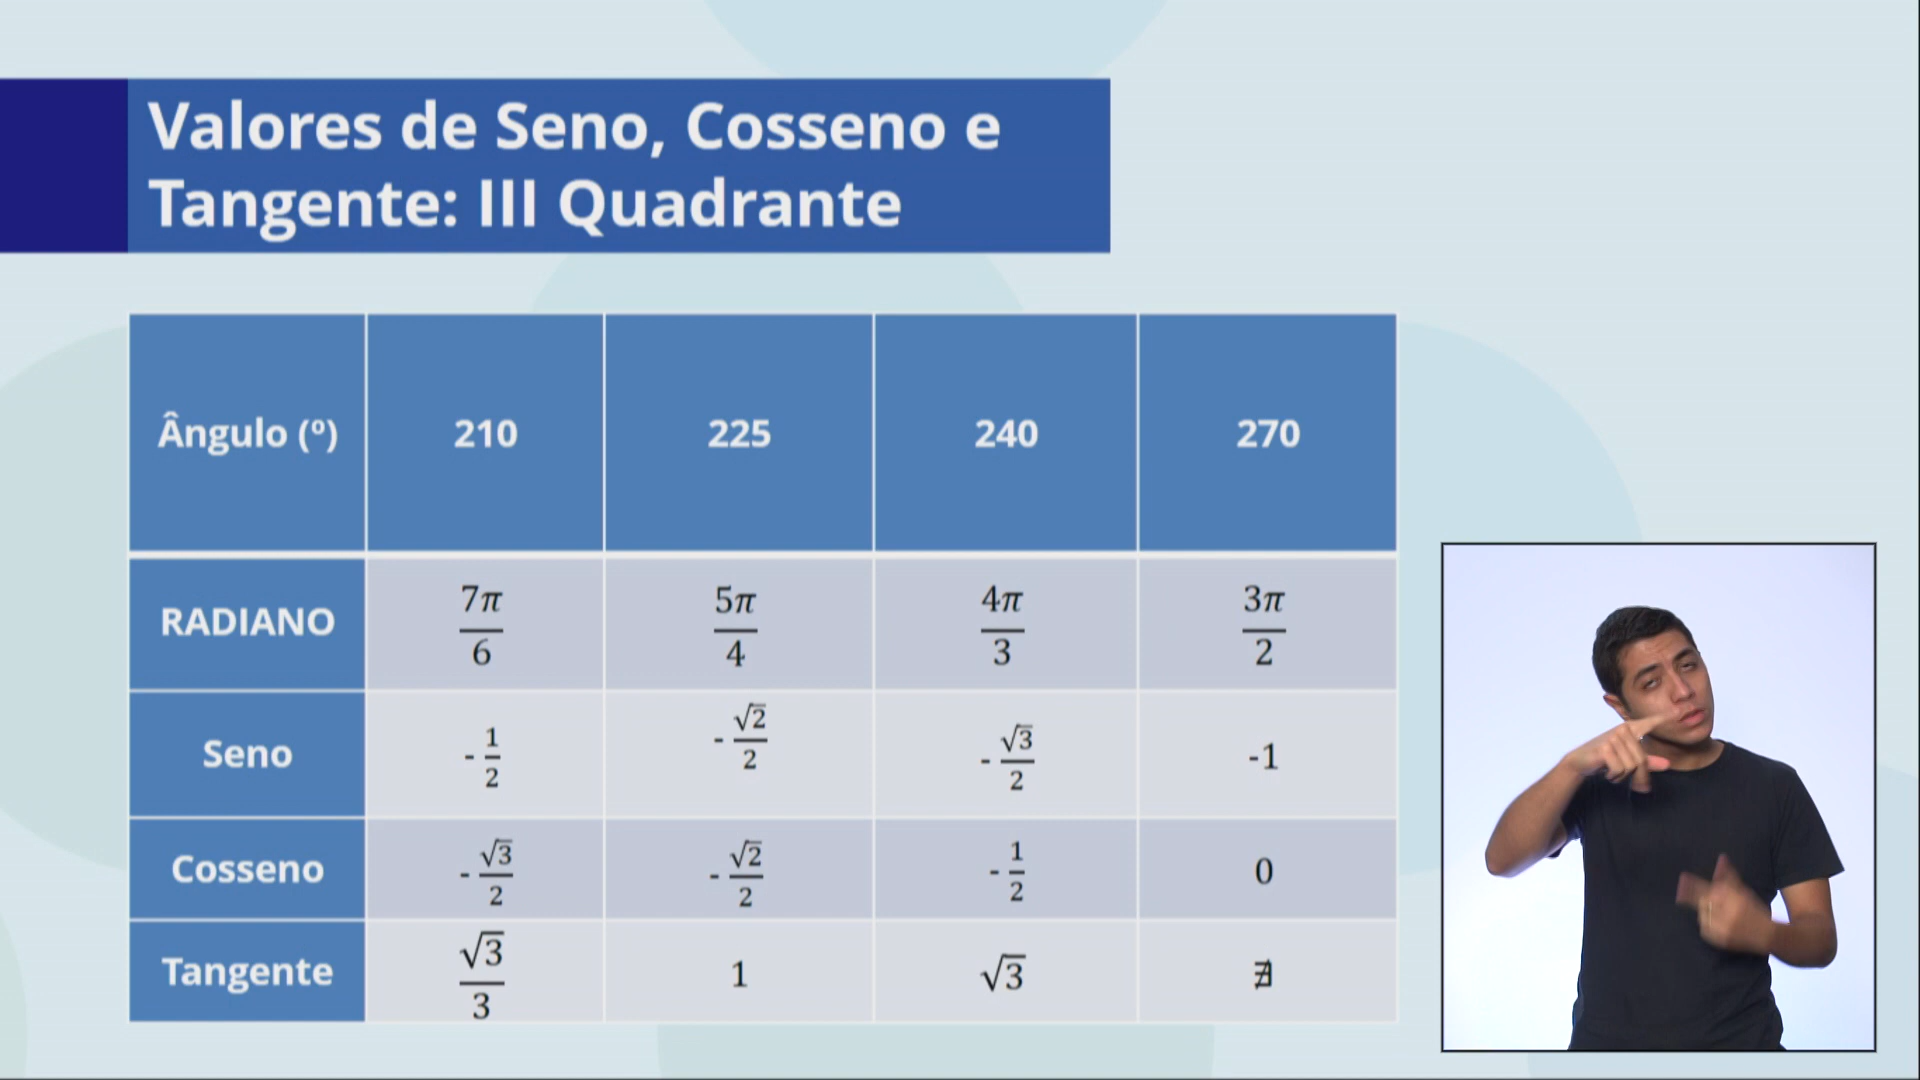 Valores de Seno, Cosseno e
Tangente: III Quadrante
Ângulo (º) 210 225 240 270
RADIANO 7π/6 5π/4 4π/3 3π/2
Seno -1/2 -√2/2 -√3/2 -1
Cosseno -√3/2 -√2/2 -1/2 0
Tangente √3/3 1 √3 ∄